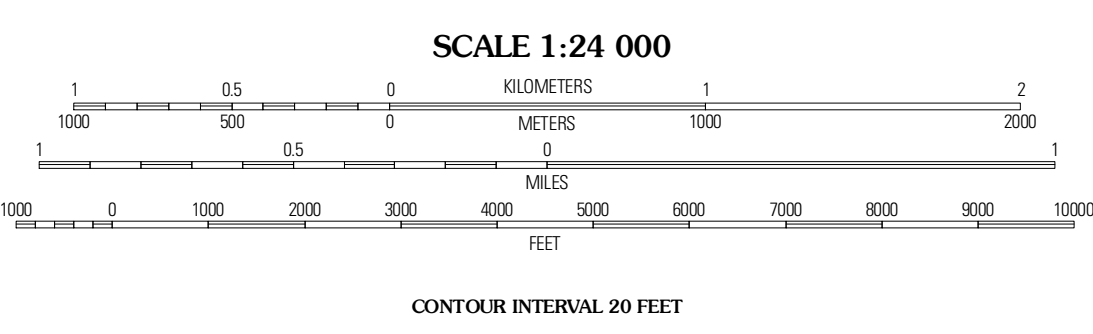 SCALE 1:24 000
1 0.5 0 KILOMETERS 1 2
1000 500 0 METERS 1000 2000
1 0.5 0 1
MILES
1000 0 1000 2000 3000 4000 5000 6000 7000 8000 9000 10000
FEET
CONTOUR INTERVAL 20 FEET